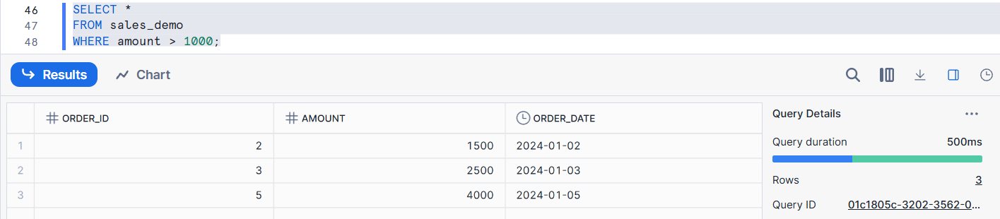 46 SELECT *
47 FROM sales_demo
48 WHERE amount > 1000;
Results Chart
ORDER_ID AMOUNT ORDER_DATE
1 2 1500 2024-01-02
2 3 2500 2024-01-03
3 5 4000 2024-01-05
Query Details ...
Query duration 500ms
Rows 3
Query ID 01c1805c-3202-3562-0...